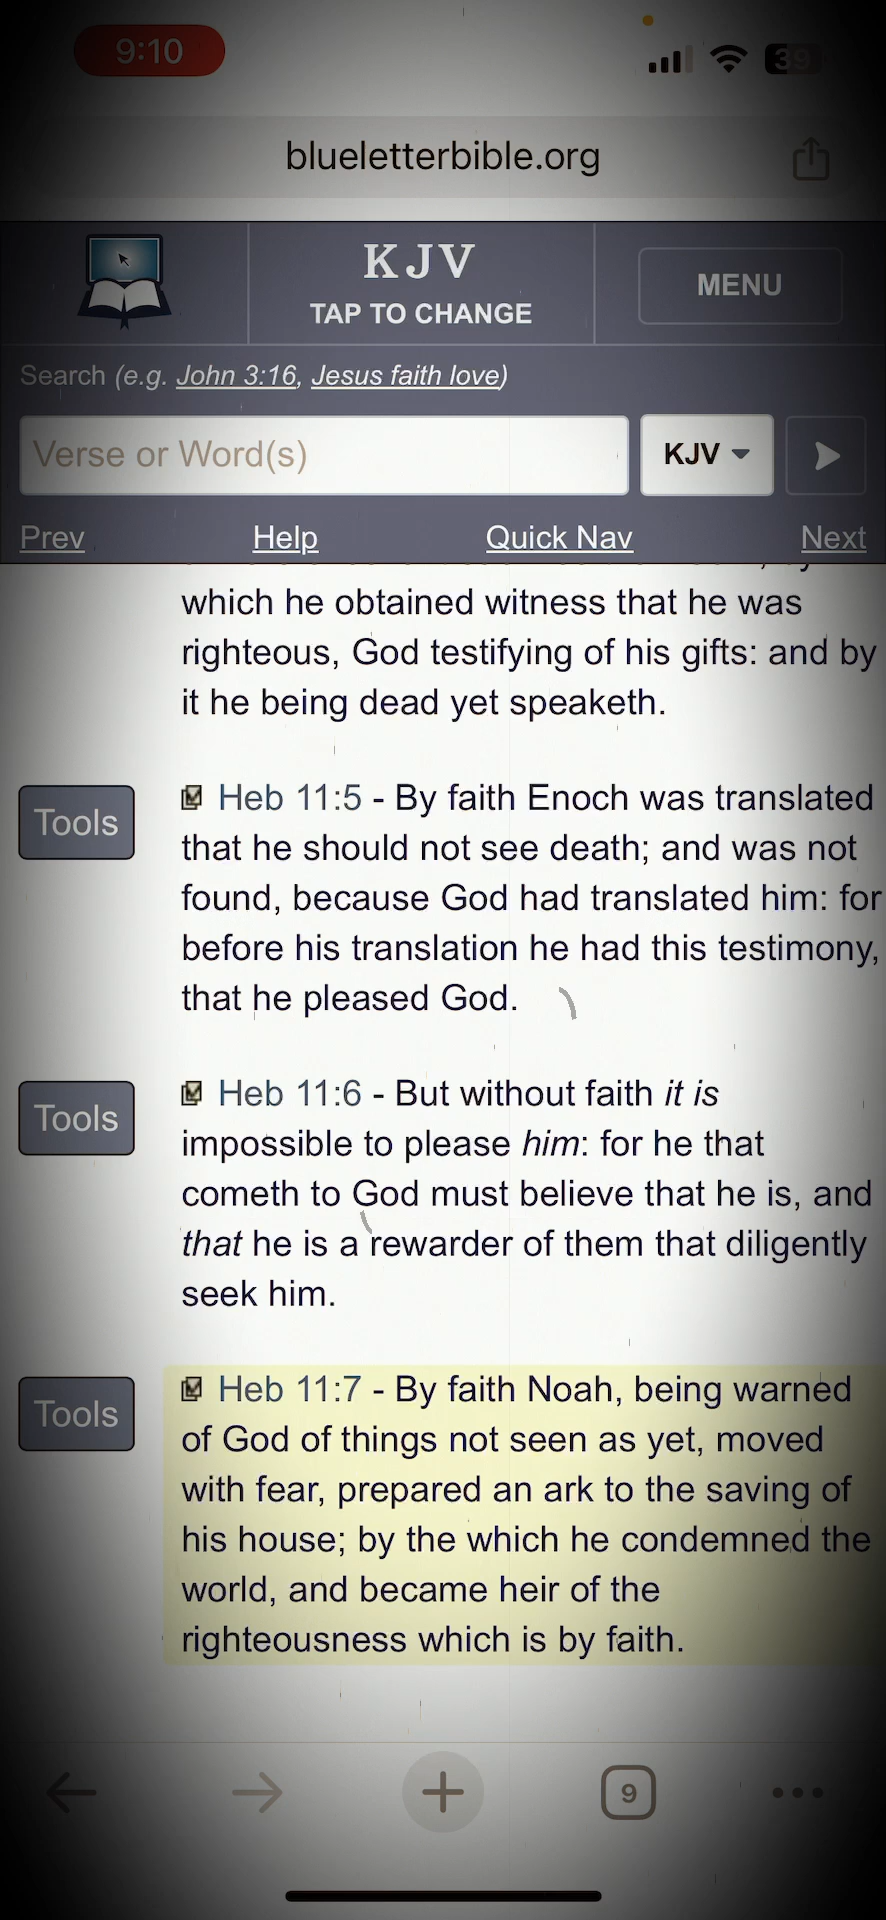 9:10
39
blueletterbible.org
KJV
TAP TO CHANGE
MENU
Search (e.g. John 3:16, Jesus faith love)
Verse or Word(s)
KJV
Prev Help Quick Nav Next
which he obtained witness that he was
righteous, God testifying of his gifts: and by
it he being dead yet speaketh.
Tools
Heb 11:5 - By faith Enoch was translated
that he should not see death; and was not
found, because God had translated him: for
before his translation he had this testimony,
that he pleased God.
Tools
Heb 11:6 - But without faith it is
impossible to please him: for he that
cometh to God must believe that he is, and
that he is a rewarder of them that diligently
seek him.
Tools
Heb 11:7 - By faith Noah, being warned
of God of things not seen as yet, moved
with fear, prepared an ark to the saving of
his house; by the which he condemned the
world, and became heir of the
righteousness which is by faith.
9